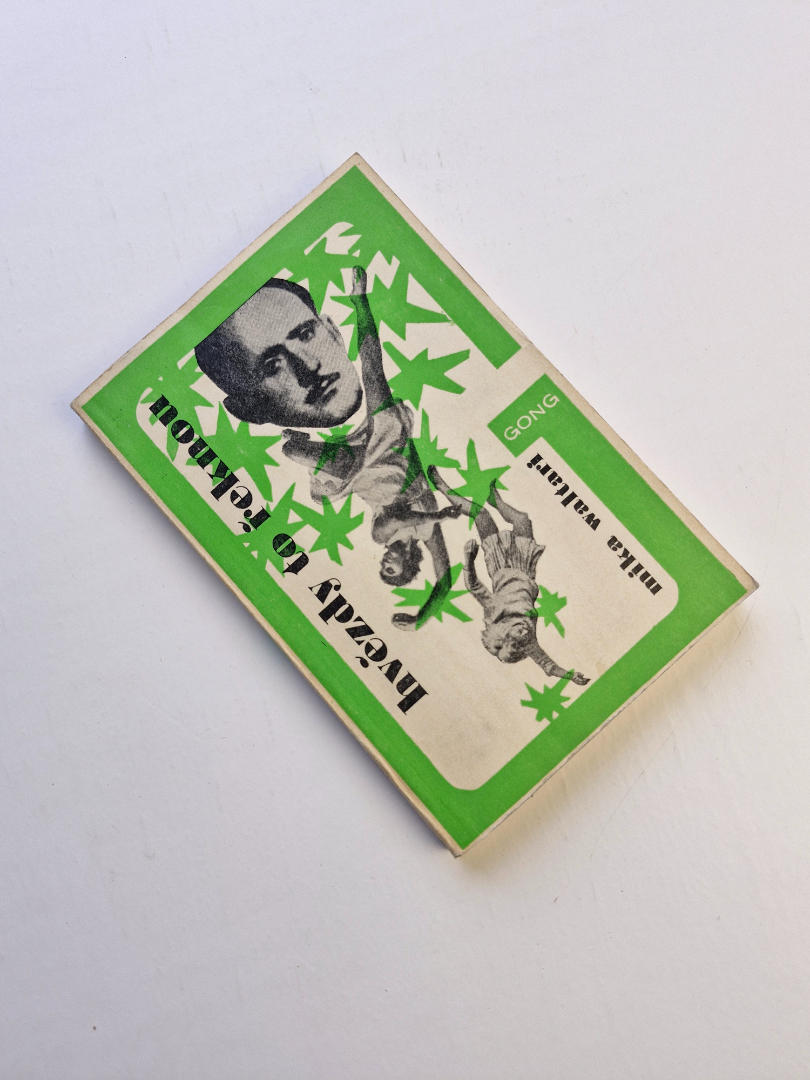 hvězdy to řeknou
mika waltari
GONG